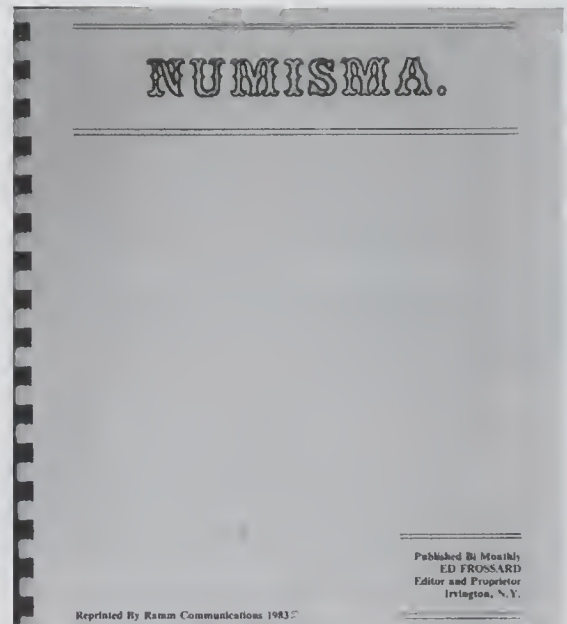 NUMISMA.
Published Bi Monthly
ED FROSSARD
Editor and Proprietor
Irvington, N.Y.
Reprinted By Ramm Communications 1983